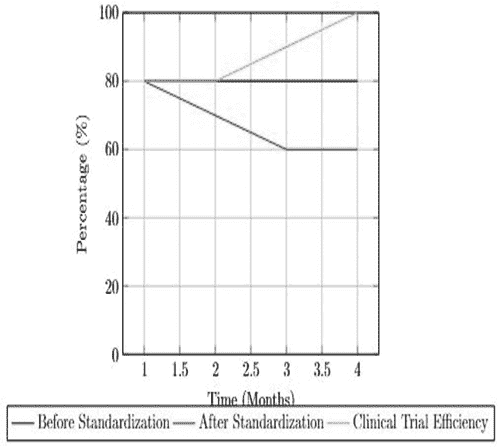 100
80
60
40
20
0
Percentage (%)
1 1.5 2 2.5 3 3.5 4
Time (Months)
Before Standardization After Standardization Clinical Trial Efficiency